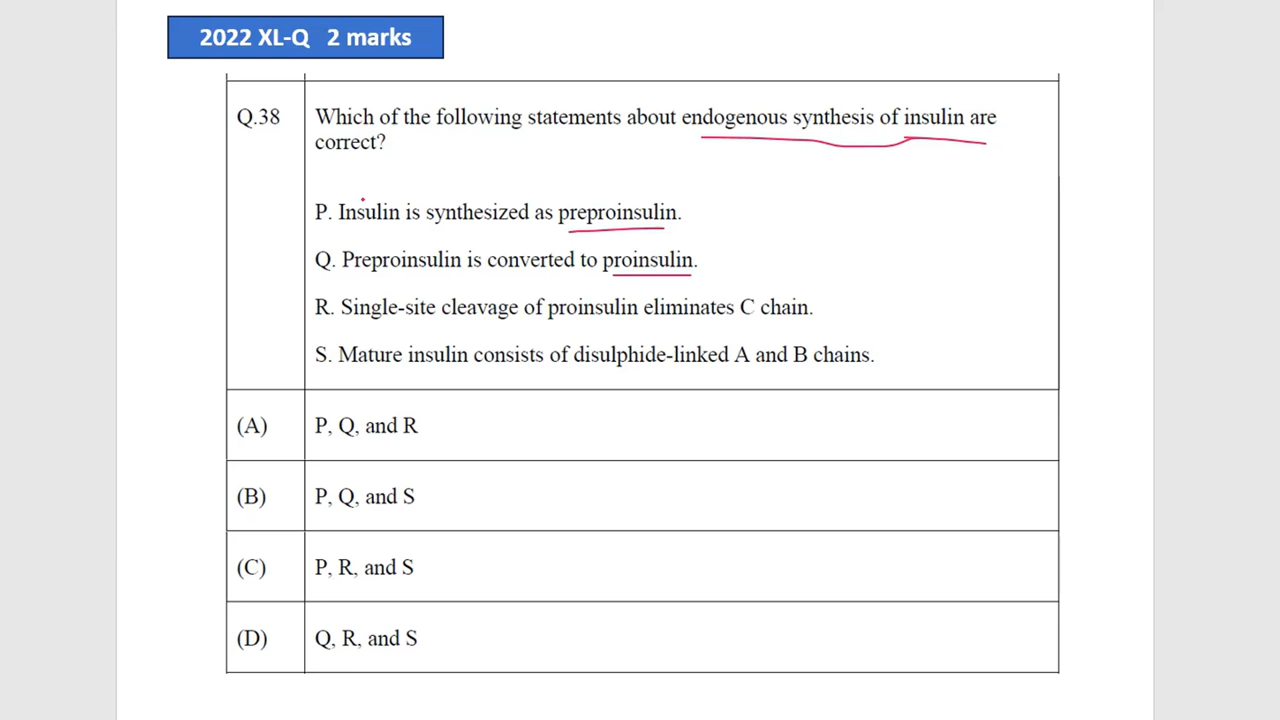 2022 XL-Q 2 marks
Q.38 Which of the following statements about endogenous synthesis of insulin are
correct?
P. Insulin is synthesized as preproinsulin.
Q. Preproinsulin is converted to proinsulin.
R. Single-site cleavage of proinsulin eliminates C chain.
S. Mature insulin consists of disulphide-linked A and B chains.
(A) P, Q, and R
(B) P, Q, and S
(C) P, R, and S
(D) Q, R, and S